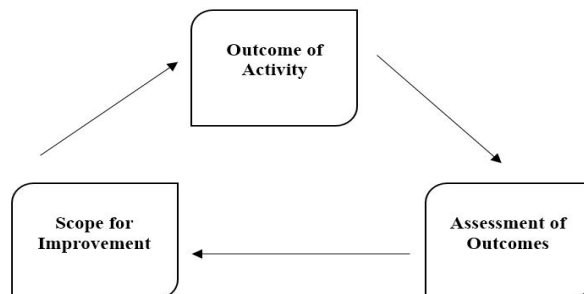 Outcome of
Activity
Scope for
Improvement
Assessment of
Outcomes